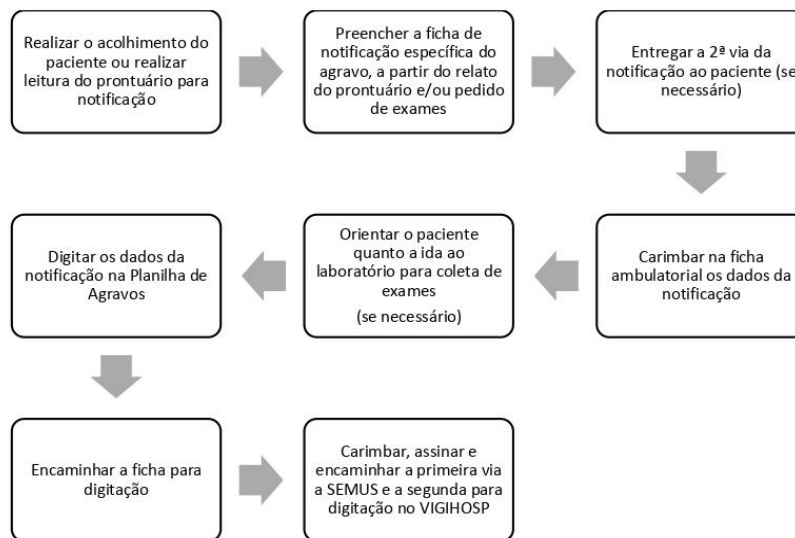 Realizar o acolhimento do
paciente ou realizar
leitura do prontuário para
notificação
Preencher a ficha de
notificação específica do
agravo, a partir do relato
do prontuário e/ou pedido
de exames
Entregar a 2ª via da
notificação ao paciente (se
necessário)
Carimbar na ficha
ambulatorial os dados da
notificação
Orientar o paciente
quanto a ida ao
laboratório para coleta de
exames
(se necessário)
Digitar os dados da
notificação na Planilha de
Agravos
Encaminhar a ficha para
digitação
Carimbar, assinar e
encaminhar a primeira via
a SEMUS e a segunda para
digitação no VIGIHOSP